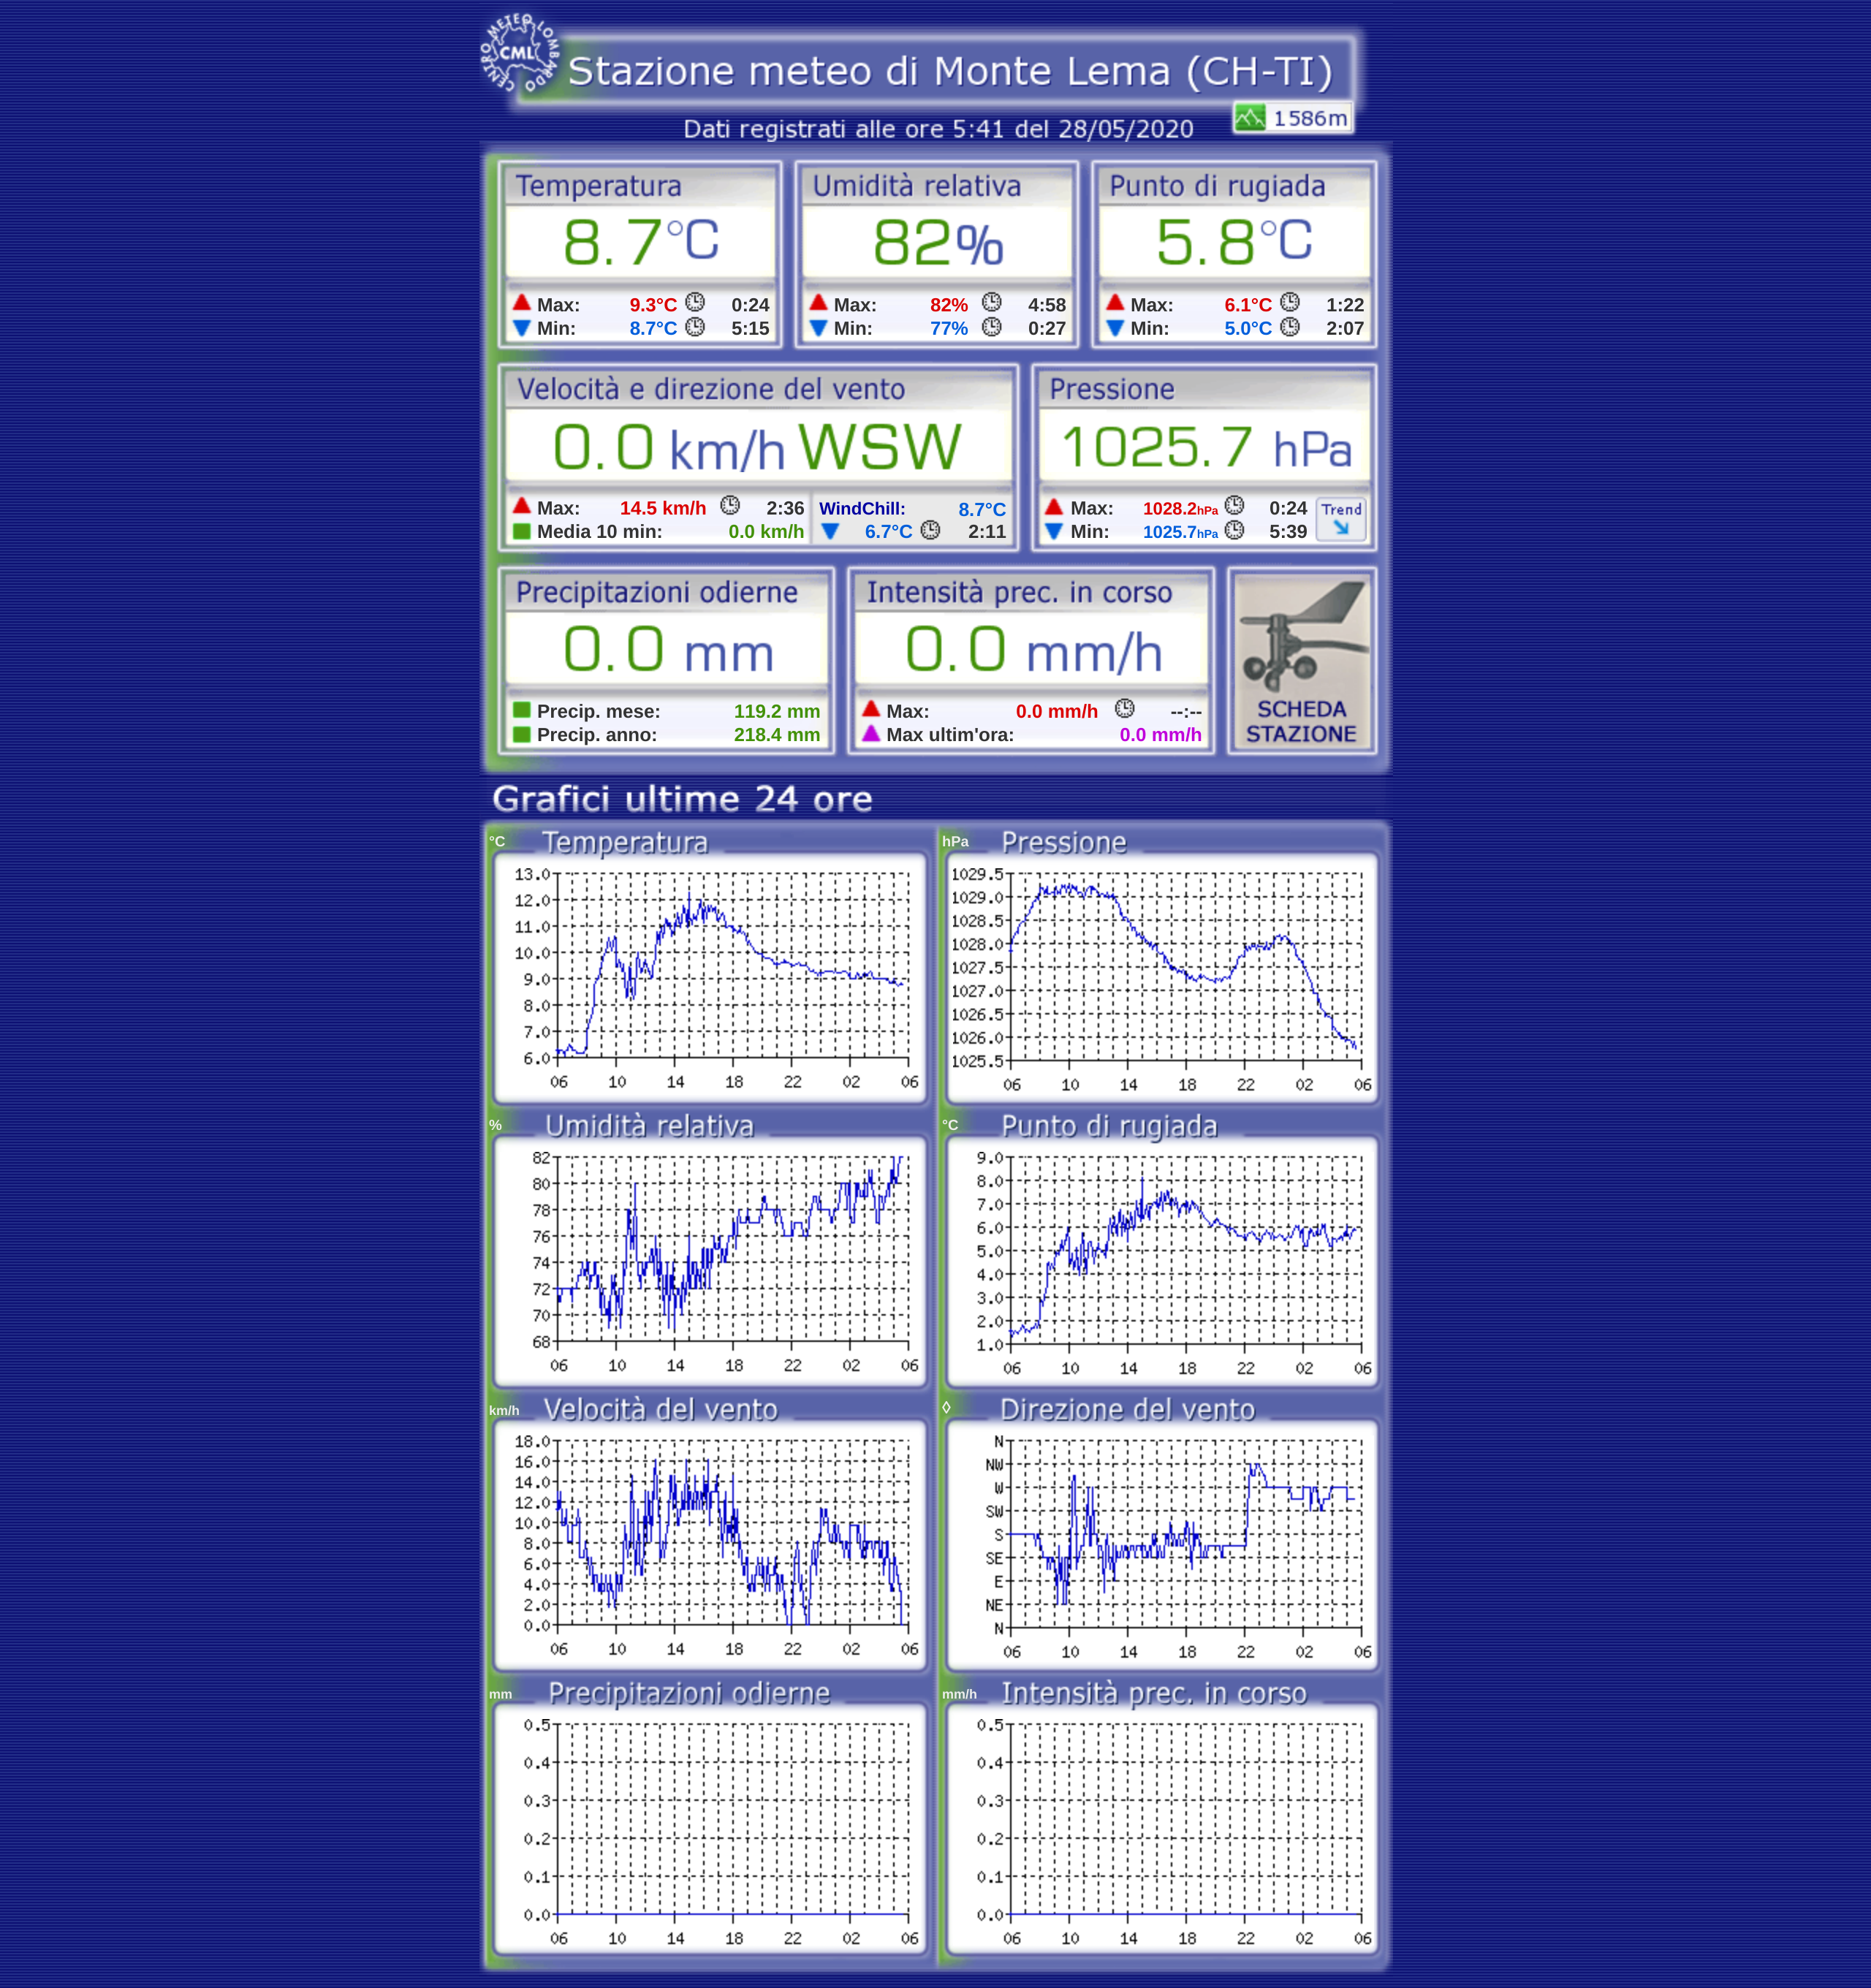 CENTRO METEO LOMBARDO
CML
Stazione meteo di Monte Lema (CH-TI)
1586m
Dati registrati alle ore 5:41 del 28/05/2020
Temperatura Umidità relativa Punto di rugiada
8.7°C 82% 5.8°C
Max: 9.3°C 0:24 Max: 82% 4:58 Max: 6.1°C 1:22
Min: 8.7°C 5:15 Min: 77% 0:27 Min: 5.0°C 2:07
Velocità e direzione del vento Pressione
0.0 km/h WSW 1025.7 hPa
Max: 14.5 km/h 2:36 WindChill: 8.7°C Max: 1028.2hPa 0:24 Trend
Media 10 min: 0.0 km/h 6.7°C 2:11 Min: 1025.7hPa 5:39
Precipitazioni odierne Intensità prec. in corso
0.0 mm 0.0 mm/h
Precip. mese: 119.2 mm Max: 0.0 mm/h --:-- SCHEDA
Precip. anno: 218.4 mm Max ultim'ora: 0.0 mm/h STAZIONE
Grafici ultime 24 ore
°C Temperatura
13.0
12.0
11.0
10.0
9.0
8.0
7.0
6.0
06 10 14 18 22 02 06
hPa Pressione
1029.5
1029.0
1028.5
1028.0
1027.5
1027.0
1026.5
1026.0
1025.5
06 10 14 18 22 02 06
% Umidità relativa
82
80
78
76
74
72
70
68
06 10 14 18 22 02 06
°C Punto di rugiada
9.0
8.0
7.0
6.0
5.0
4.0
3.0
2.0
1.0
06 10 14 18 22 02 06
km/h Velocità del vento
18.0
16.0
14.0
12.0
10.0
8.0
6.0
4.0
2.0
0.0
06 10 14 18 22 02 06
◊ Direzione del vento
N
NW
W
SW
S
SE
E
NE
N
06 10 14 18 22 02 06
mm Precipitazioni odierne
0.5
0.4
0.3
0.2
0.1
0.0
06 10 14 18 22 02 06
mm/h Intensità prec. in corso
0.5
0.4
0.3
0.2
0.1
0.0
06 10 14 18 22 02 06